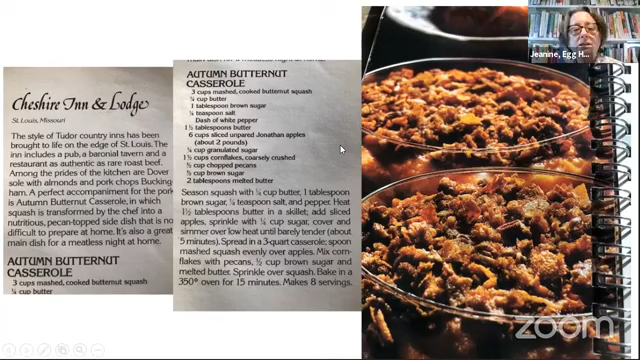 Cheshire Inn & Lodge
St. Louis, Missouri
The style of Tudor country inns has been
brought to life on the edge of St. Louis. The
inn includes a pub, a baronial tavern and a
restaurant as authentic as rare roast beef.
Among the prides of the kitchen are Dover
sole with almonds and pork chops Bucking-
ham. A perfect accompaniment for the pork
is Autumn Butternut Casserole, in which
squash is transformed by the chef into a
nutritious, pecan-topped side dish that is no
difficult to prepare at home. It's also a great
main dish for a meatless night at home.
AUTUMN BUTTERNUT
CASSEROLE
3 cups mashed, cooked butternut squash
¼ cup butter
main dish for a meatless night at home.
AUTUMN BUTTERNUT
CASSEROLE
3 cups mashed, cooked butternut squash
¼ cup butter
1 tablespoon brown sugar
¼ teaspoon salt
Dash of white pepper
1½ tablespoons butter
6 cups sliced unpared Jonathan apples
(about 2 pounds)
¼ cup granulated sugar
1½ cups cornflakes, coarsely crushed
½ cup chopped pecans
½ cup brown sugar
2 tablespoons melted butter
Season squash with ¼ cup butter, 1 tablespoon
brown sugar, ¼ teaspoon salt, and pepper. Heat
1½ tablespoons butter in a skillet; add sliced
apples, sprinkle with ¼ cup sugar, cover and
simmer over low heat until barely tender (about
5 minutes). Spread in a 3-quart casserole; spoon
mashed squash evenly over apples. Mix corn-
flakes with pecans, ½ cup brown sugar and
melted butter. Sprinkle over squash. Bake in a
350° oven for 15 minutes. Makes 8 servings.
Jeanine, Egg H...
zoom